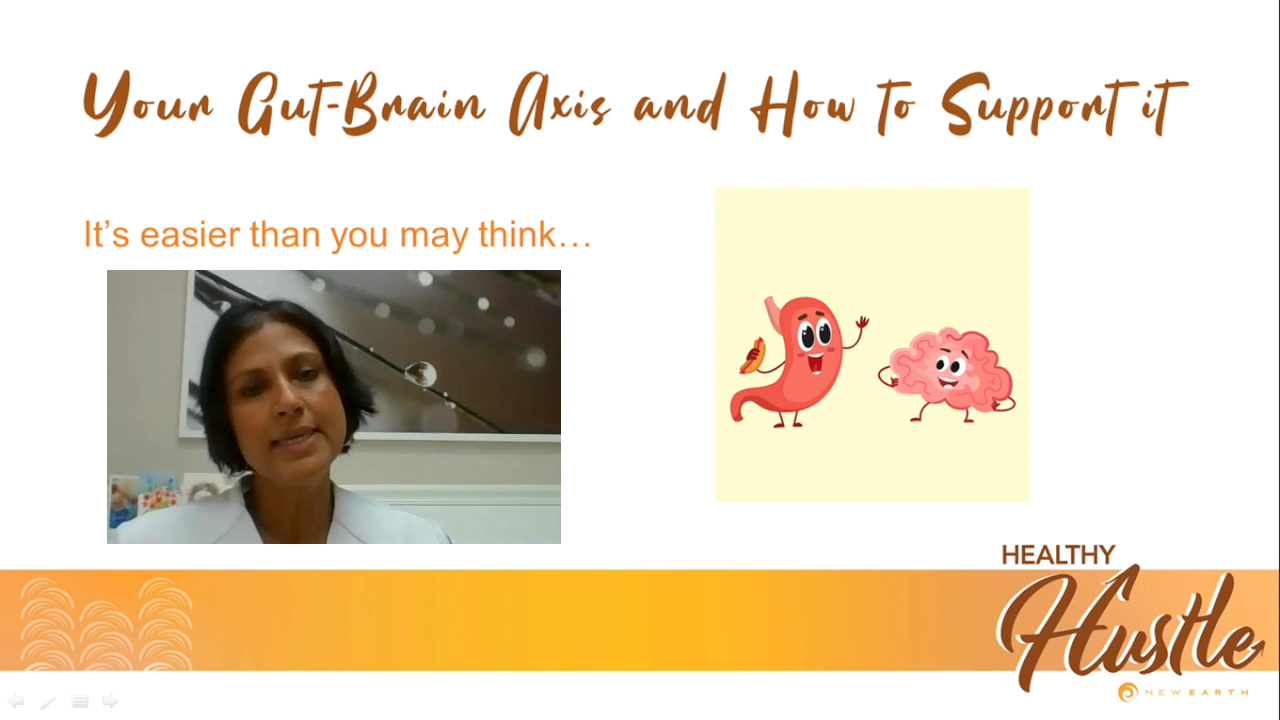 Your Gut-Brain Axis and How to Support it
It’s easier than you may think…
HEALTHY
Hustle
NEW EARTH